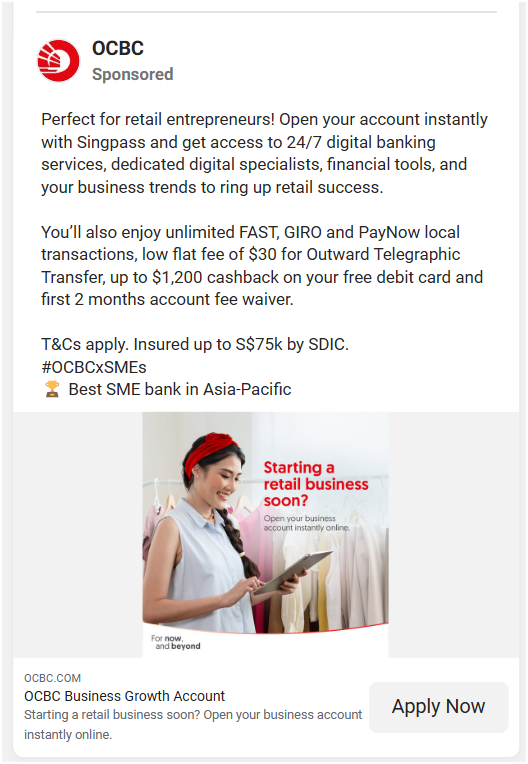 OCBC
Sponsored
Perfect for retail entrepreneurs! Open your account instantly
with Singpass and get access to 24/7 digital banking
services, dedicated digital specialists, financial tools, and
your business trends to ring up retail success.
You’ll also enjoy unlimited FAST, GIRO and PayNow local
transactions, low flat fee of $30 for Outward Telegraphic
Transfer, up to $1,200 cashback on your free debit card and
first 2 months account fee waiver.
T&Cs apply. Insured up to S$75k by SDIC.
#OCBCxSMEs
🏆 Best SME bank in Asia-Pacific
Starting a
retail business
soon?
Open your business
account instantly online.
For now,
and beyond
OCBC.COM
OCBC Business Growth Account
Starting a retail business soon? Open your business account
instantly online.
Apply Now